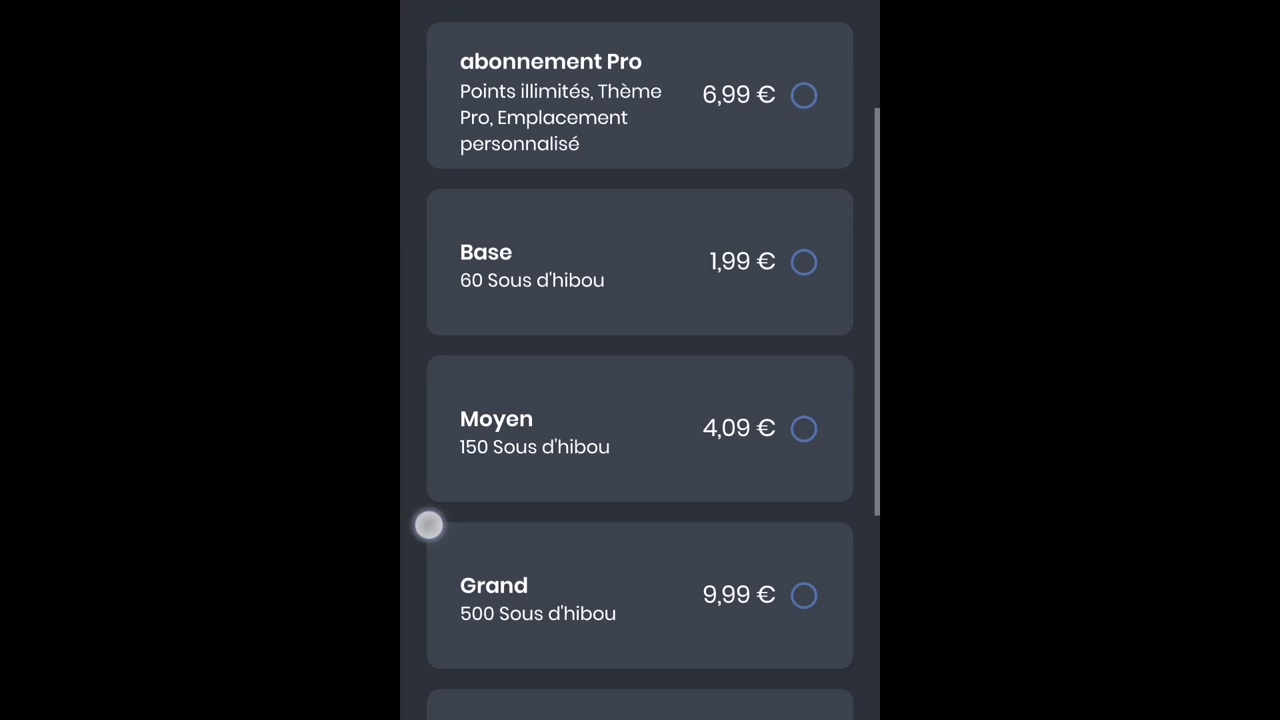 abonnement Pro
Points illimités, Thème
Pro, Emplacement
personnalisé
6,99 €
Base
60 Sous d'hibou
1,99 €
Moyen
150 Sous d'hibou
4,09 €
Grand
500 Sous d'hibou
9,99 €